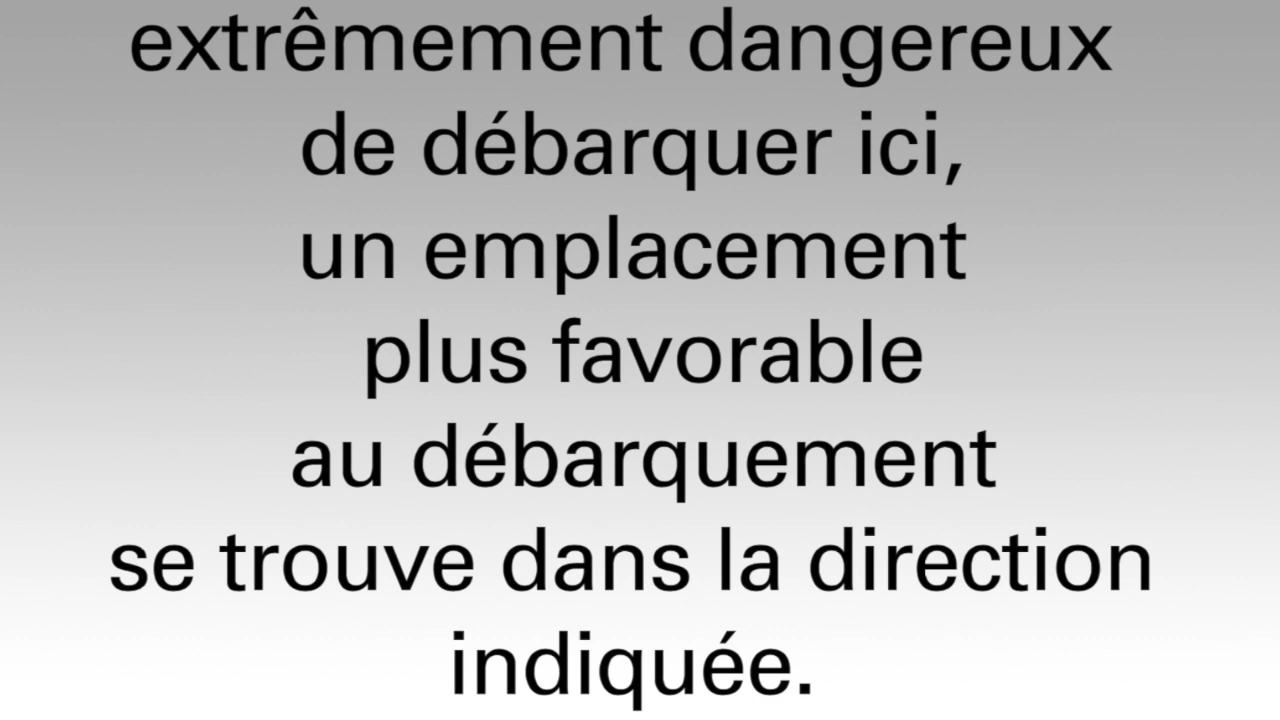 extrêmement dangereux
de débarquer ici,
un emplacement
plus favorable
au débarquement
se trouve dans la direction
indiquée.